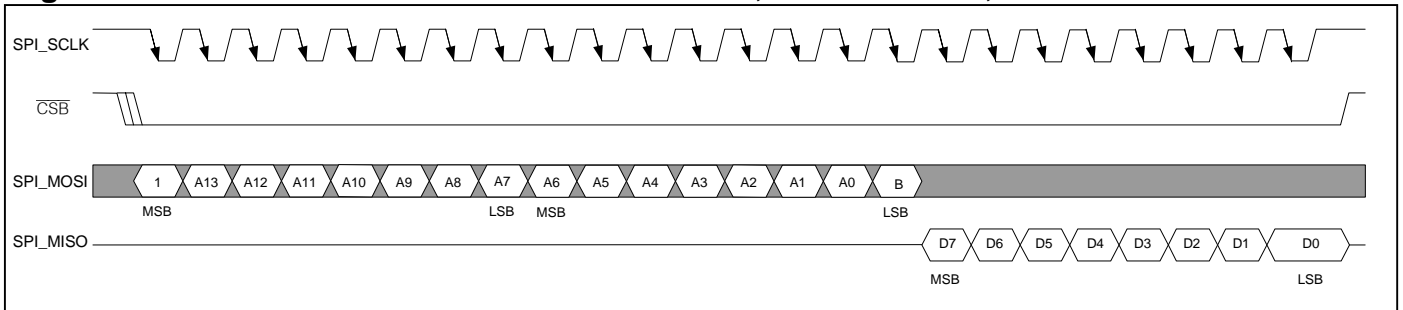 SPI_SCLK
CSB
SPI_MOSI 1 A13 A12 A11 A10 A9 A8 A7 A6 A5 A4 A3 A2 A1 A0 B
MSB LSB MSB LSB
SPI_MISO D7 D6 D5 D4 D3 D2 D1 D0
MSB LSB